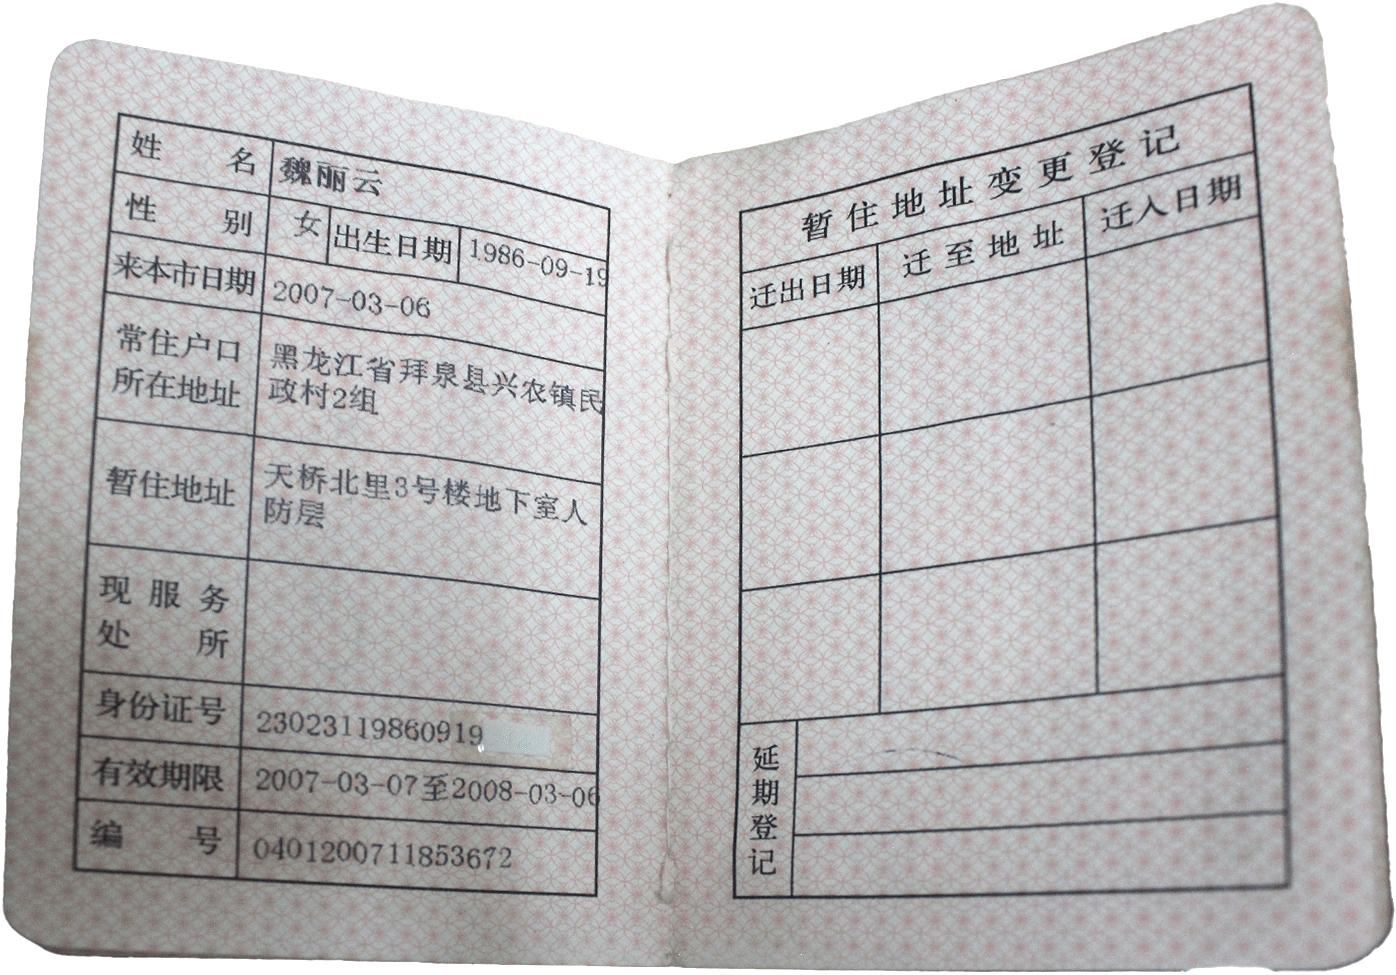 姓名 魏丽云
性别 女 出生日期 1986-09-19
来本市日期 2007-03-06
常住户口
所在地址
黑龙江省拜泉县兴农镇民
政村2组
暂住地址
天桥北里3号楼地下室人
防层
现服务
处所
身份证号 23023119860919
有效期限 2007-03-07至2008-03-06
编号 0401200711853672
暂住地址变更登记
迁出日期 迁至地址 迁入日期
延期登记